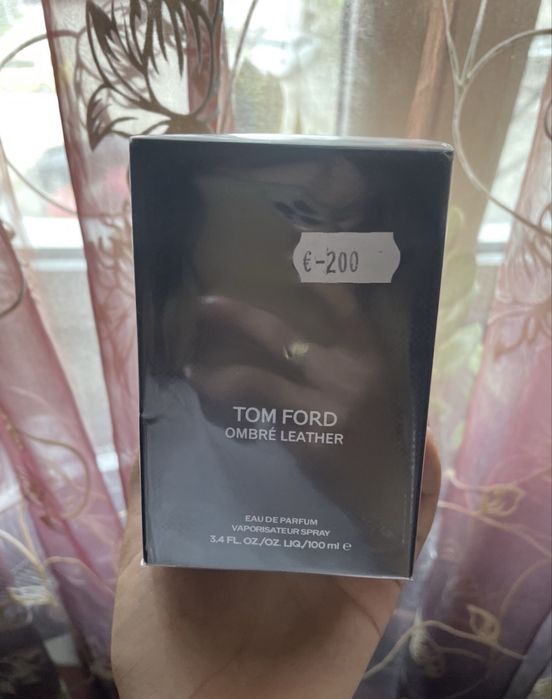 €-200
TOM FORD
OMBRÉ LEATHER
EAU DE PARFUM
VAPORISATEUR SPRAY
3.4 FL. OZ/OZ. LIQ/100 ml ℮